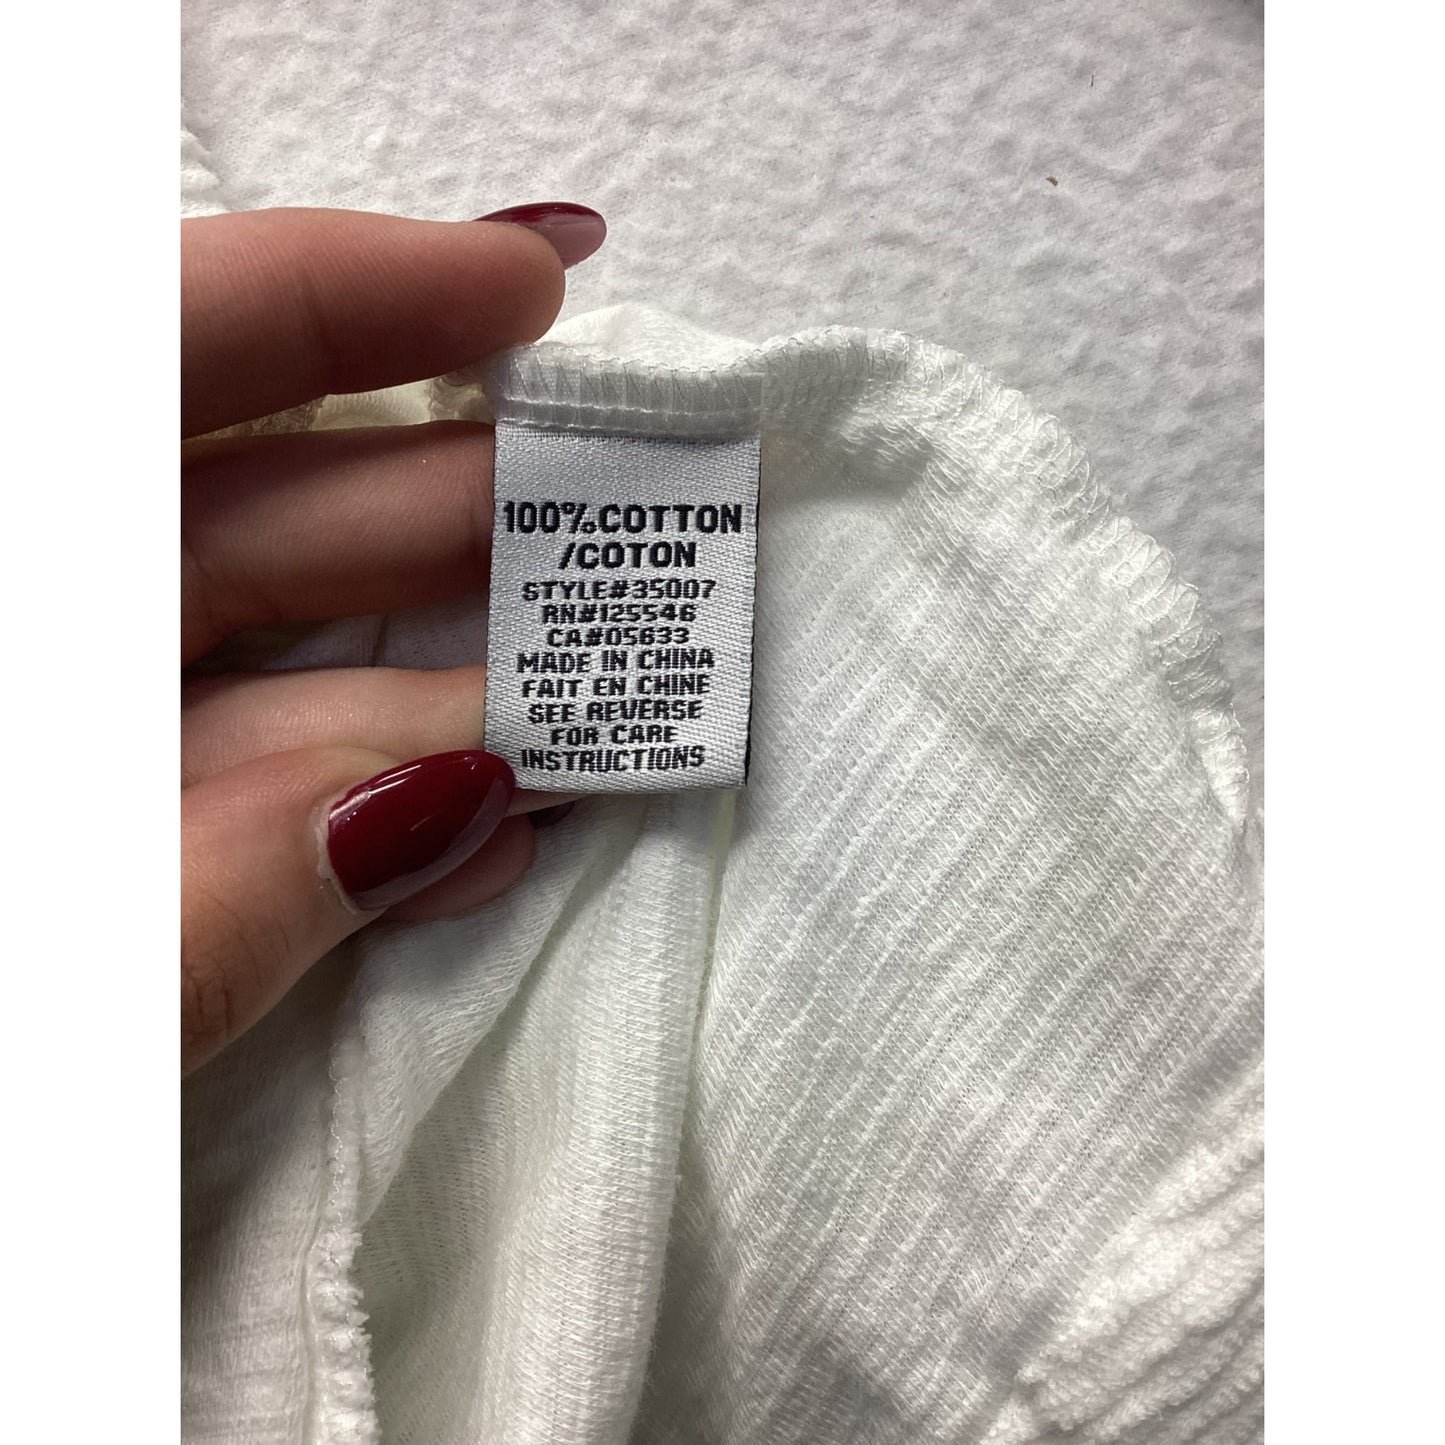 100% COTTON
/COTON
STYLE#35007
RN#125546
CA#05633
MADE IN CHINA
FAIT EN CHINE
SEE REVERSE
FOR CARE
INSTRUCTIONS